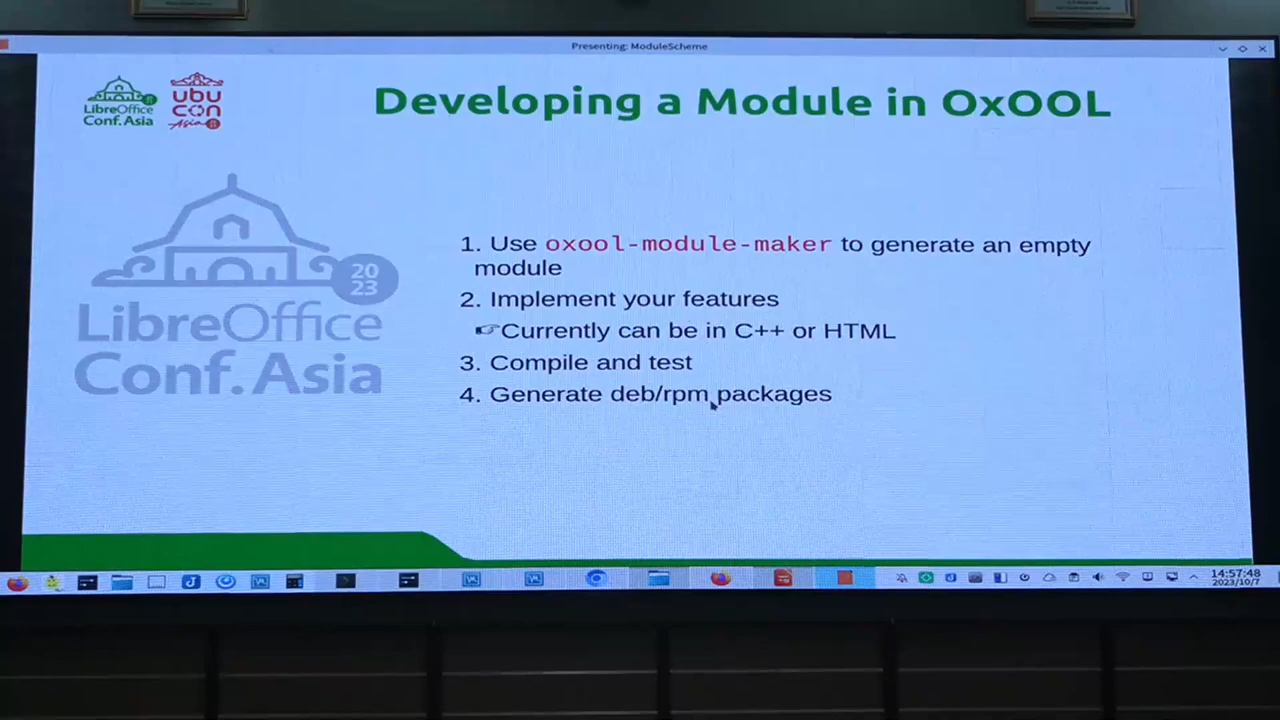 Presenting: ModuleScheme
LibreOffice
Conf.Asia
ubu
con
Asia
Developing a Module in OxOOL
2023
LibreOffice
Conf.Asia
1. Use oxool-module-maker to generate an empty
module
2. Implement your features
☞Currently can be in C++ or HTML
3. Compile and test
4. Generate deb/rpm packages
14:57:48
2023/10/7